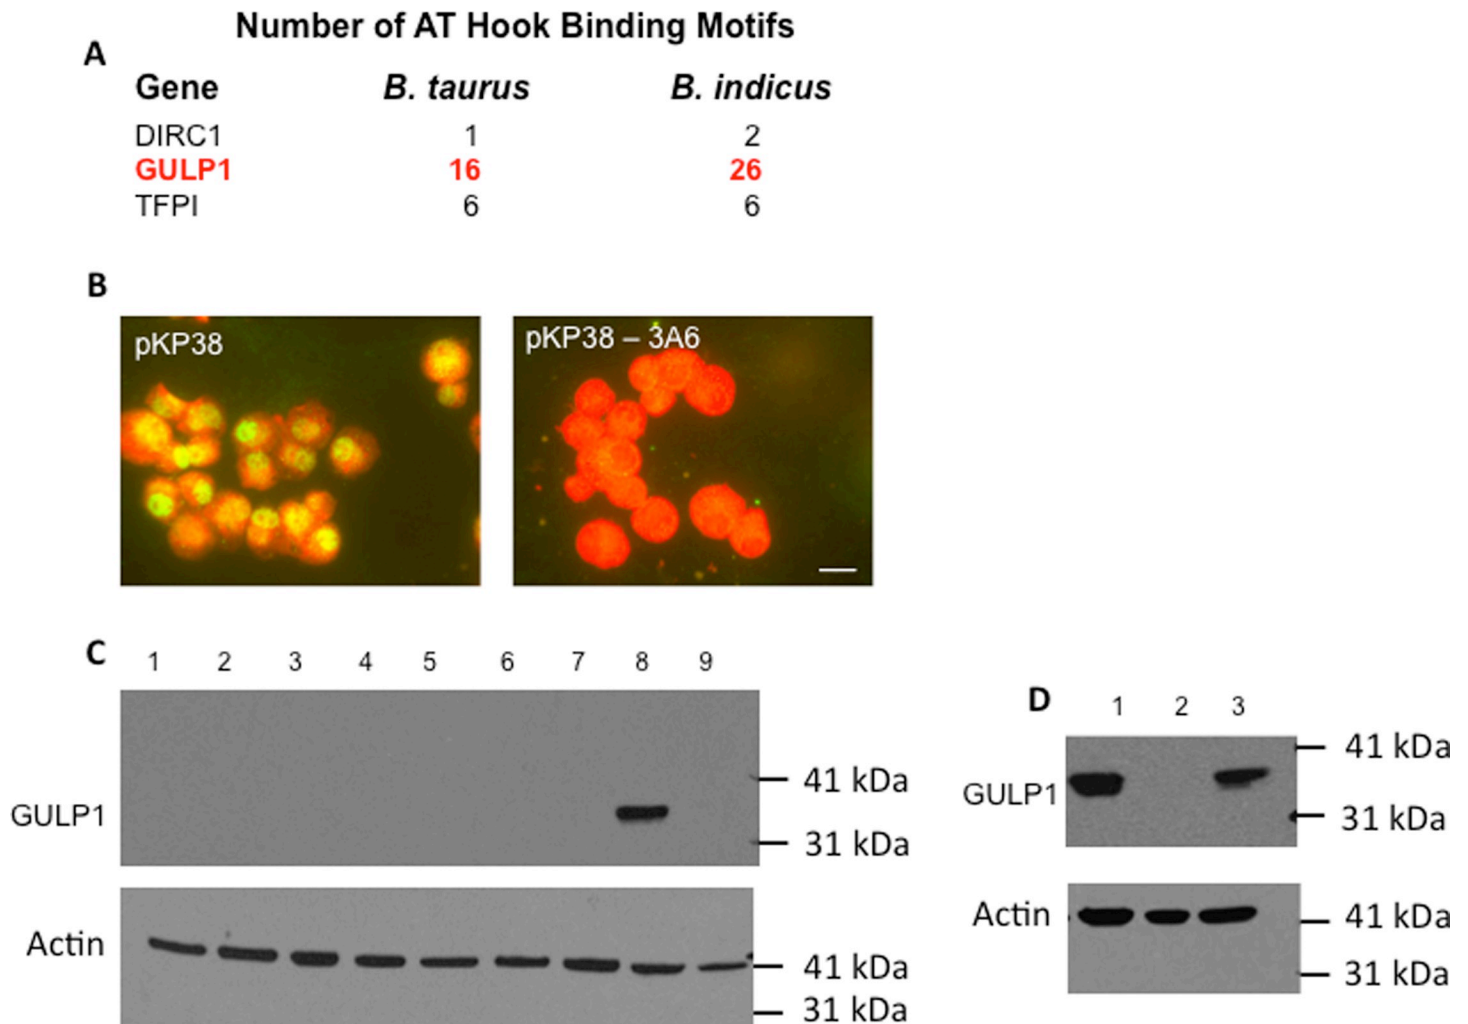 Number of AT Hook Binding Motifs
A
Gene B. taurus B. indicus
DIRC1 1 2
GULP1 16 26
TFPI 6 6
B
pKP38 pKP38 – 3A6
C 1 2 3 4 5 6 7 8 9
41 kDa
GULP1
31 kDa
Actin
41 kDa
31 kDa
D 1 2 3
41 kDa
GULP1
31 kDa
Actin 41 kDa
31 kDa